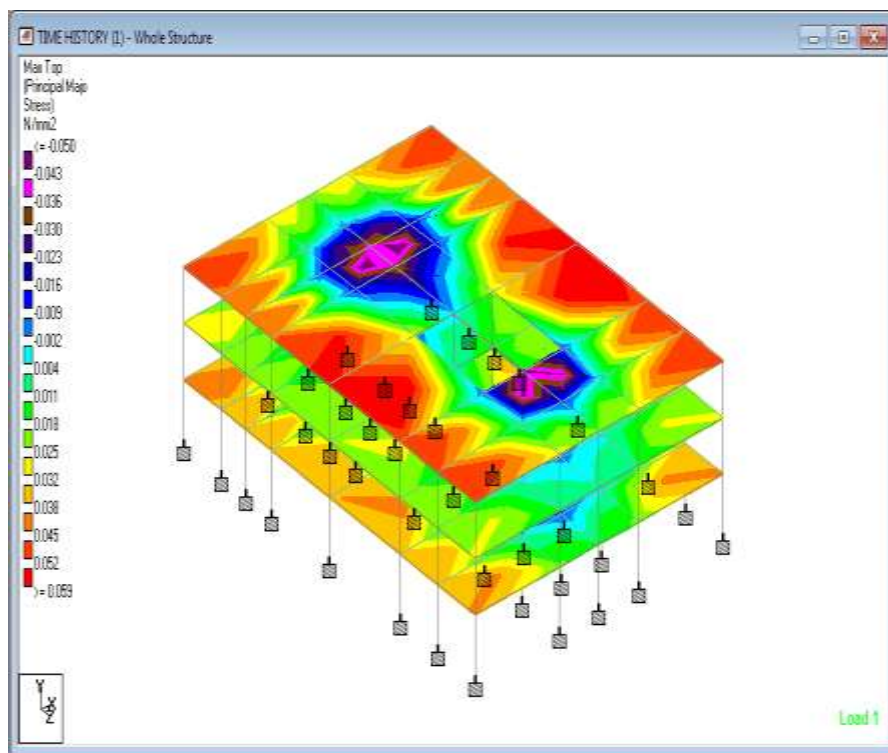 TIME HISTORY (1) - Whole Structure
Max Top
(Principal Majo
Stress)
N/mm2
<= -0.050
-0.043
-0.036
-0.030
-0.023
-0.016
-0.009
-0.002
0.004
0.011
0.018
0.025
0.032
0.038
0.045
0.052
>= 0.059
Y
X
Z
Load 1